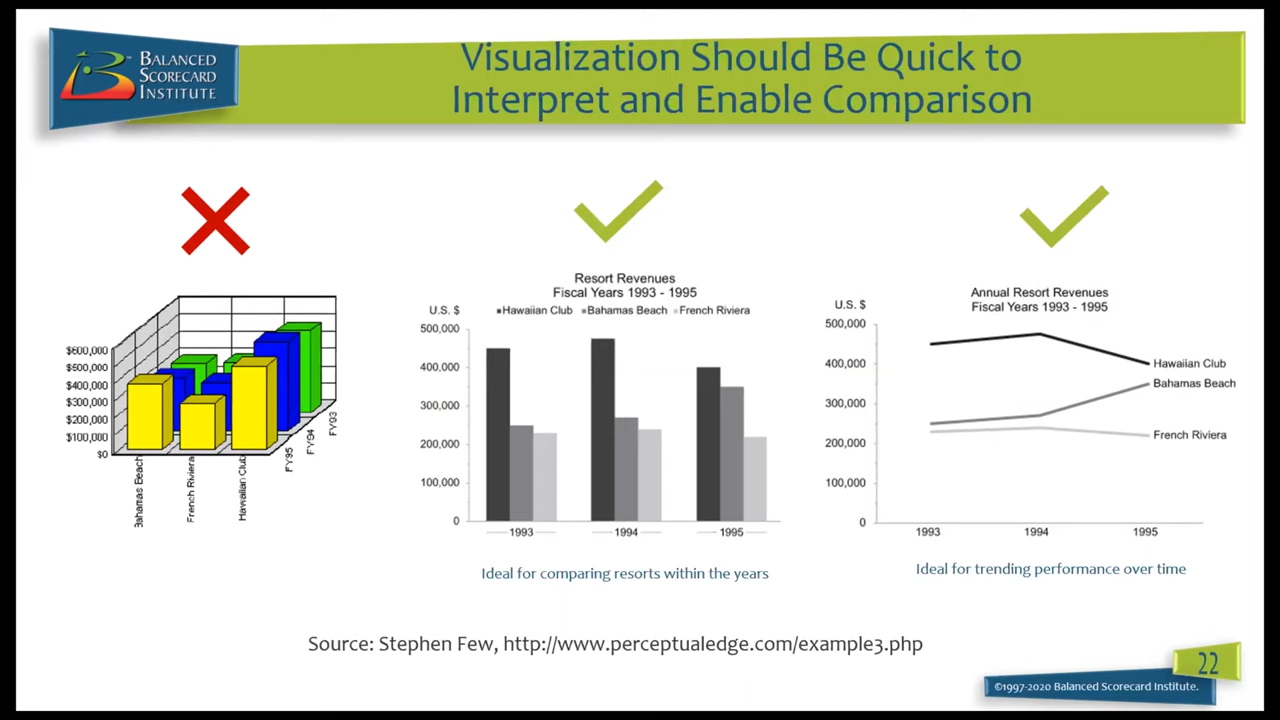 BALANCED
SCORECARD
INSTITUTE
™
Visualization Should Be Quick to
Interpret and Enable Comparison
$600,000
$500,000
$400,000
$300,000
$200,000
$100,000
$0
Bahamas Beach
French Riviera
Hawaiian Club
FY95
FY94
FY93
Resort Revenues
Fiscal Years 1993 - 1995
U.S. $
Hawaiian Club Bahamas Beach French Riviera
500,000
400,000
300,000
200,000
100,000
0
1993 1994 1995
Ideal for comparing resorts within the years
Annual Resort Revenues
Fiscal Years 1993 - 1995
U.S. $
500,000
400,000
300,000
200,000
100,000
0
Hawaiian Club
Bahamas Beach
French Riviera
1993 1994 1995
Ideal for trending performance over time
Source: Stephen Few, http://www.perceptualedge.com/example3.php
22
©1997-2020 Balanced Scorecard Institute.